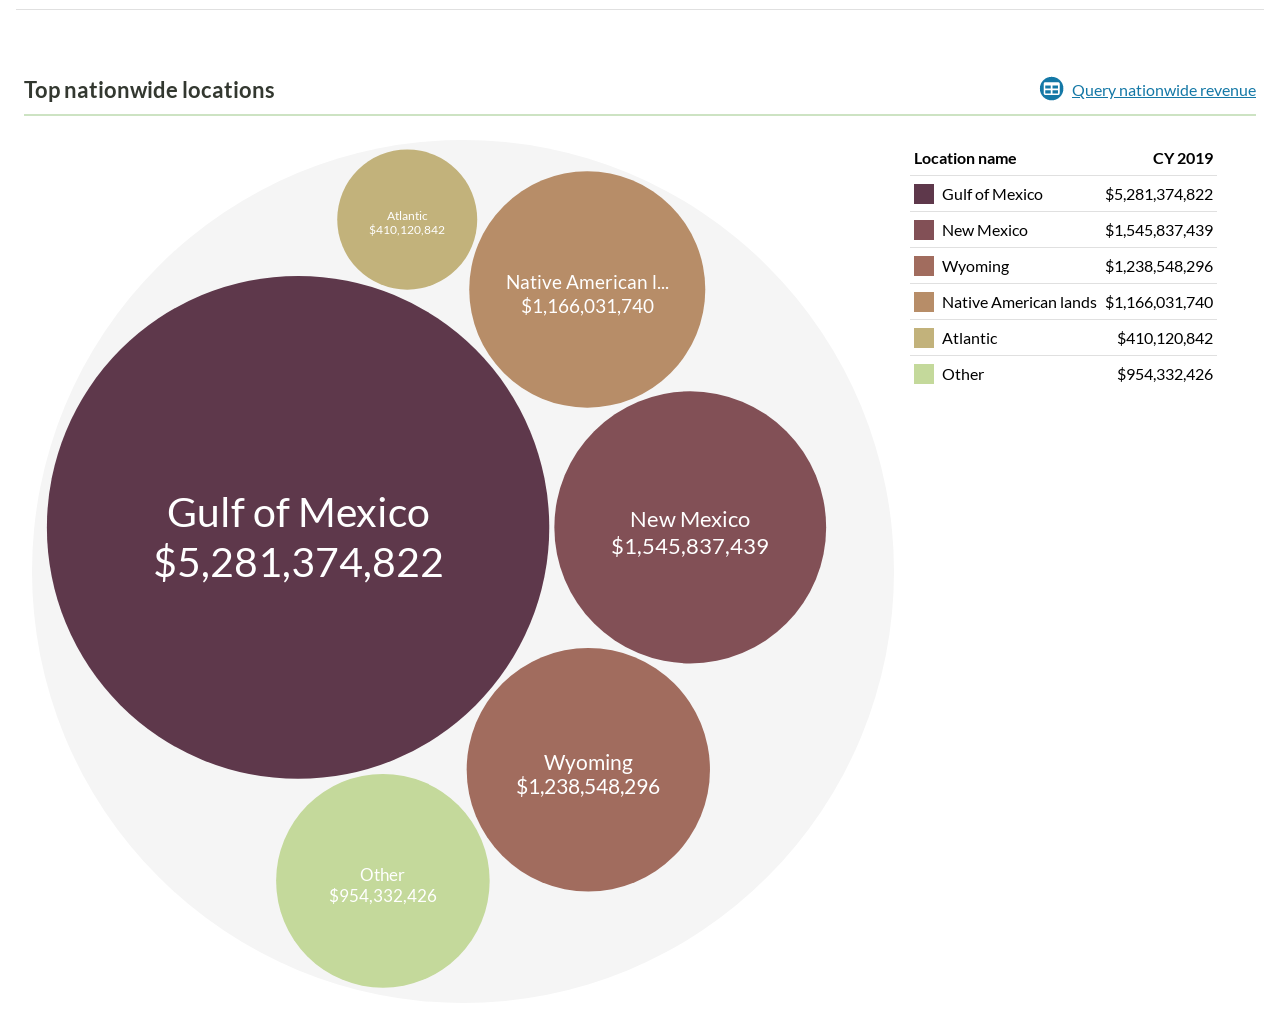 Top nationwide locations
Query nationwide revenue
Atlantic
$410,120,842
Native American l...
$1,166,031,740
Gulf of Mexico
$5,281,374,822
New Mexico
$1,545,837,439
Wyoming
$1,238,548,296
Other
$954,332,426
Location name CY 2019
Gulf of Mexico $5,281,374,822
New Mexico $1,545,837,439
Wyoming $1,238,548,296
Native American lands $1,166,031,740
Atlantic $410,120,842
Other $954,332,426